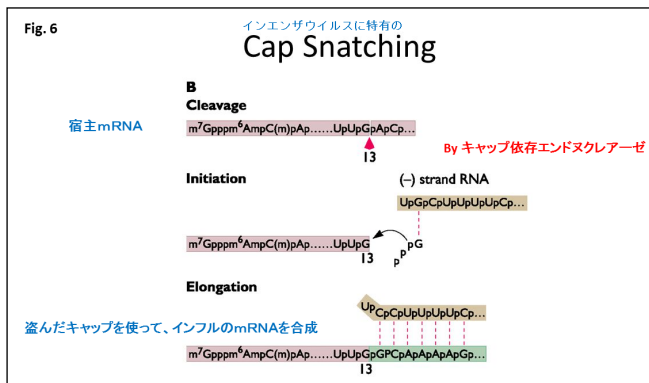 Fig. 6
インエンザウイルスに特有の
Cap Snatching
B
Cleavage
宿主mRNA
m7Gpppm6AmpC(m)pAp......UpUpGpApCp...
13
By キャップ依存エンドヌクレアーゼ
Initiation
(–) strand RNA
UpGpCpUpUpUpUpCp...
m7Gpppm6AmpC(m)pAp......UpUpG
pppG
13
Elongation
盗んだキャップを使って、インフルのmRNAを合成
UpCpCpUpUpUpUpCp...
m7Gpppm6AmpC(m)pAp......UpUpGpGPCpApApApApGp...
13